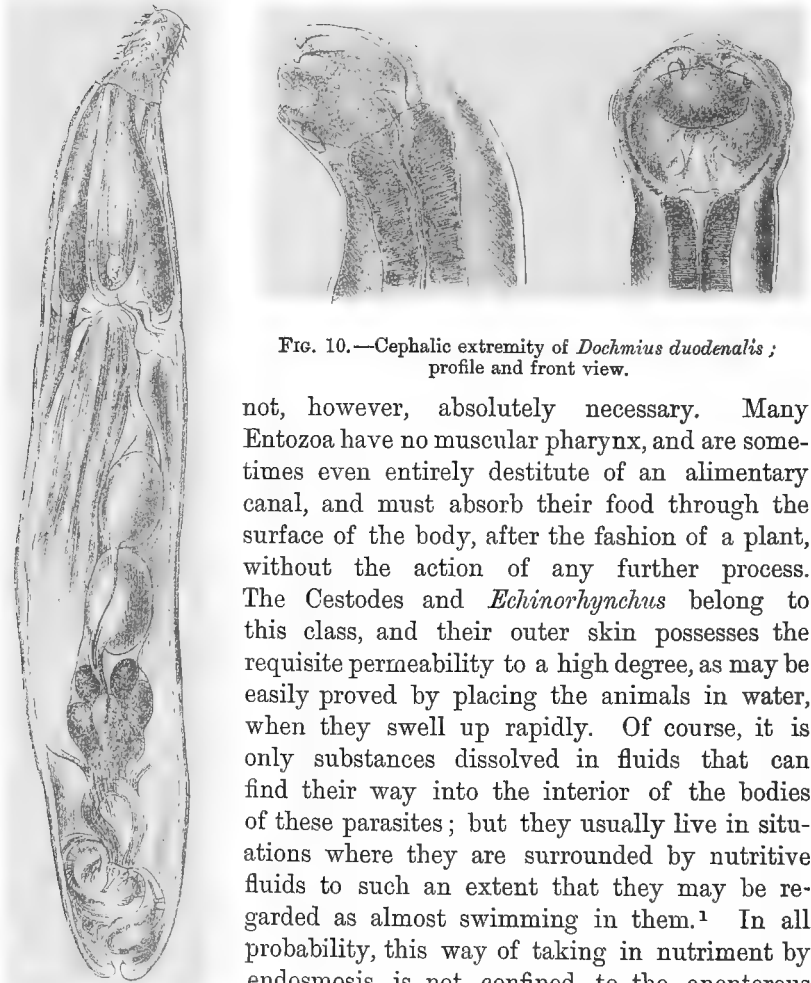 FIG. 10.—Cephalic extremity of Dochmius duodenalis;
profile and front view.
not, however, absolutely necessary. Many
Entozoa have no muscular pharynx, and are some-
times even entirely destitute of an alimentary
canal, and must absorb their food through the
surface of the body, after the fashion of a plant,
without the action of any further process.
The Cestodes and Echinorhynchus belong to
this class, and their outer skin possesses the
requisite permeability to a high degree, as may be
easily proved by placing the animals in water,
when they swell up rapidly. Of course, it is
only substances dissolved in fluids that can
find their way into the interior of the bodies
of these parasites; but they usually live in situ-
ations where they are surrounded by nutritive
fluids to such an extent that they may be re-
garded as almost swimming in them.¹ In all
probability, this way of taking in nutriment by
endosmosis is not confined to the anenterous